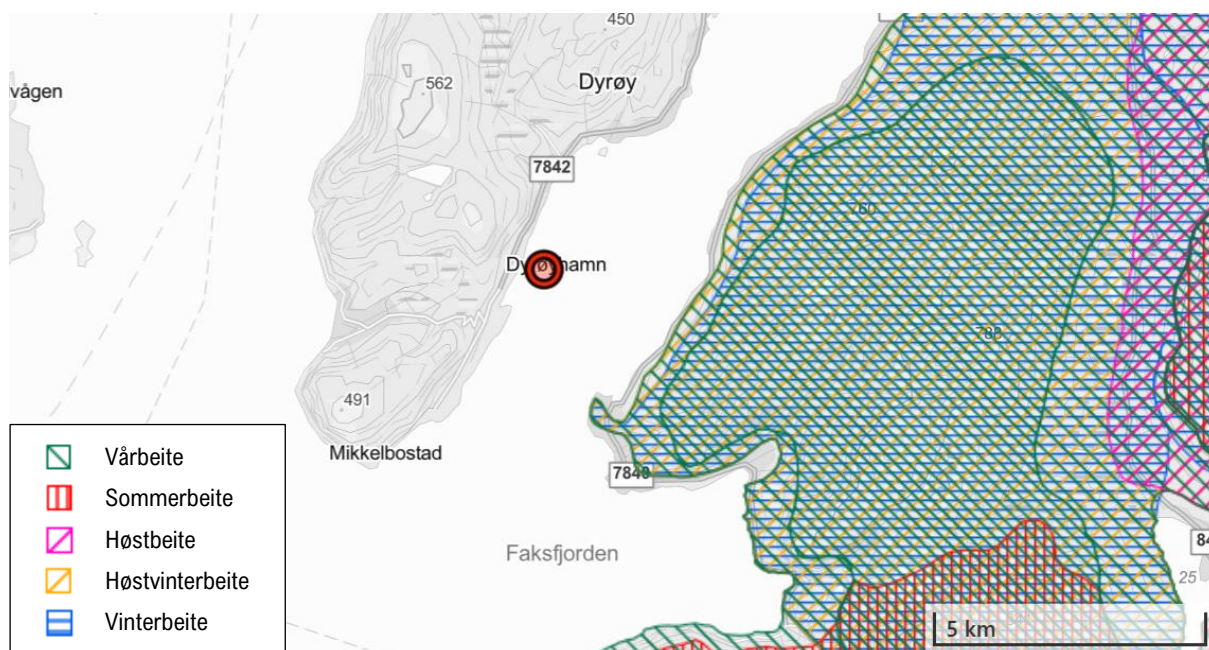 450
Dyrøy
562
vågen
7842
760
Dyrøyhamn
788
491
Mikkelbostad
7840
Faksfjorden
84
25
Vårbeite
Sommerbeite
Høstbeite
Høstvinterbeite
Vinterbeite
5 km